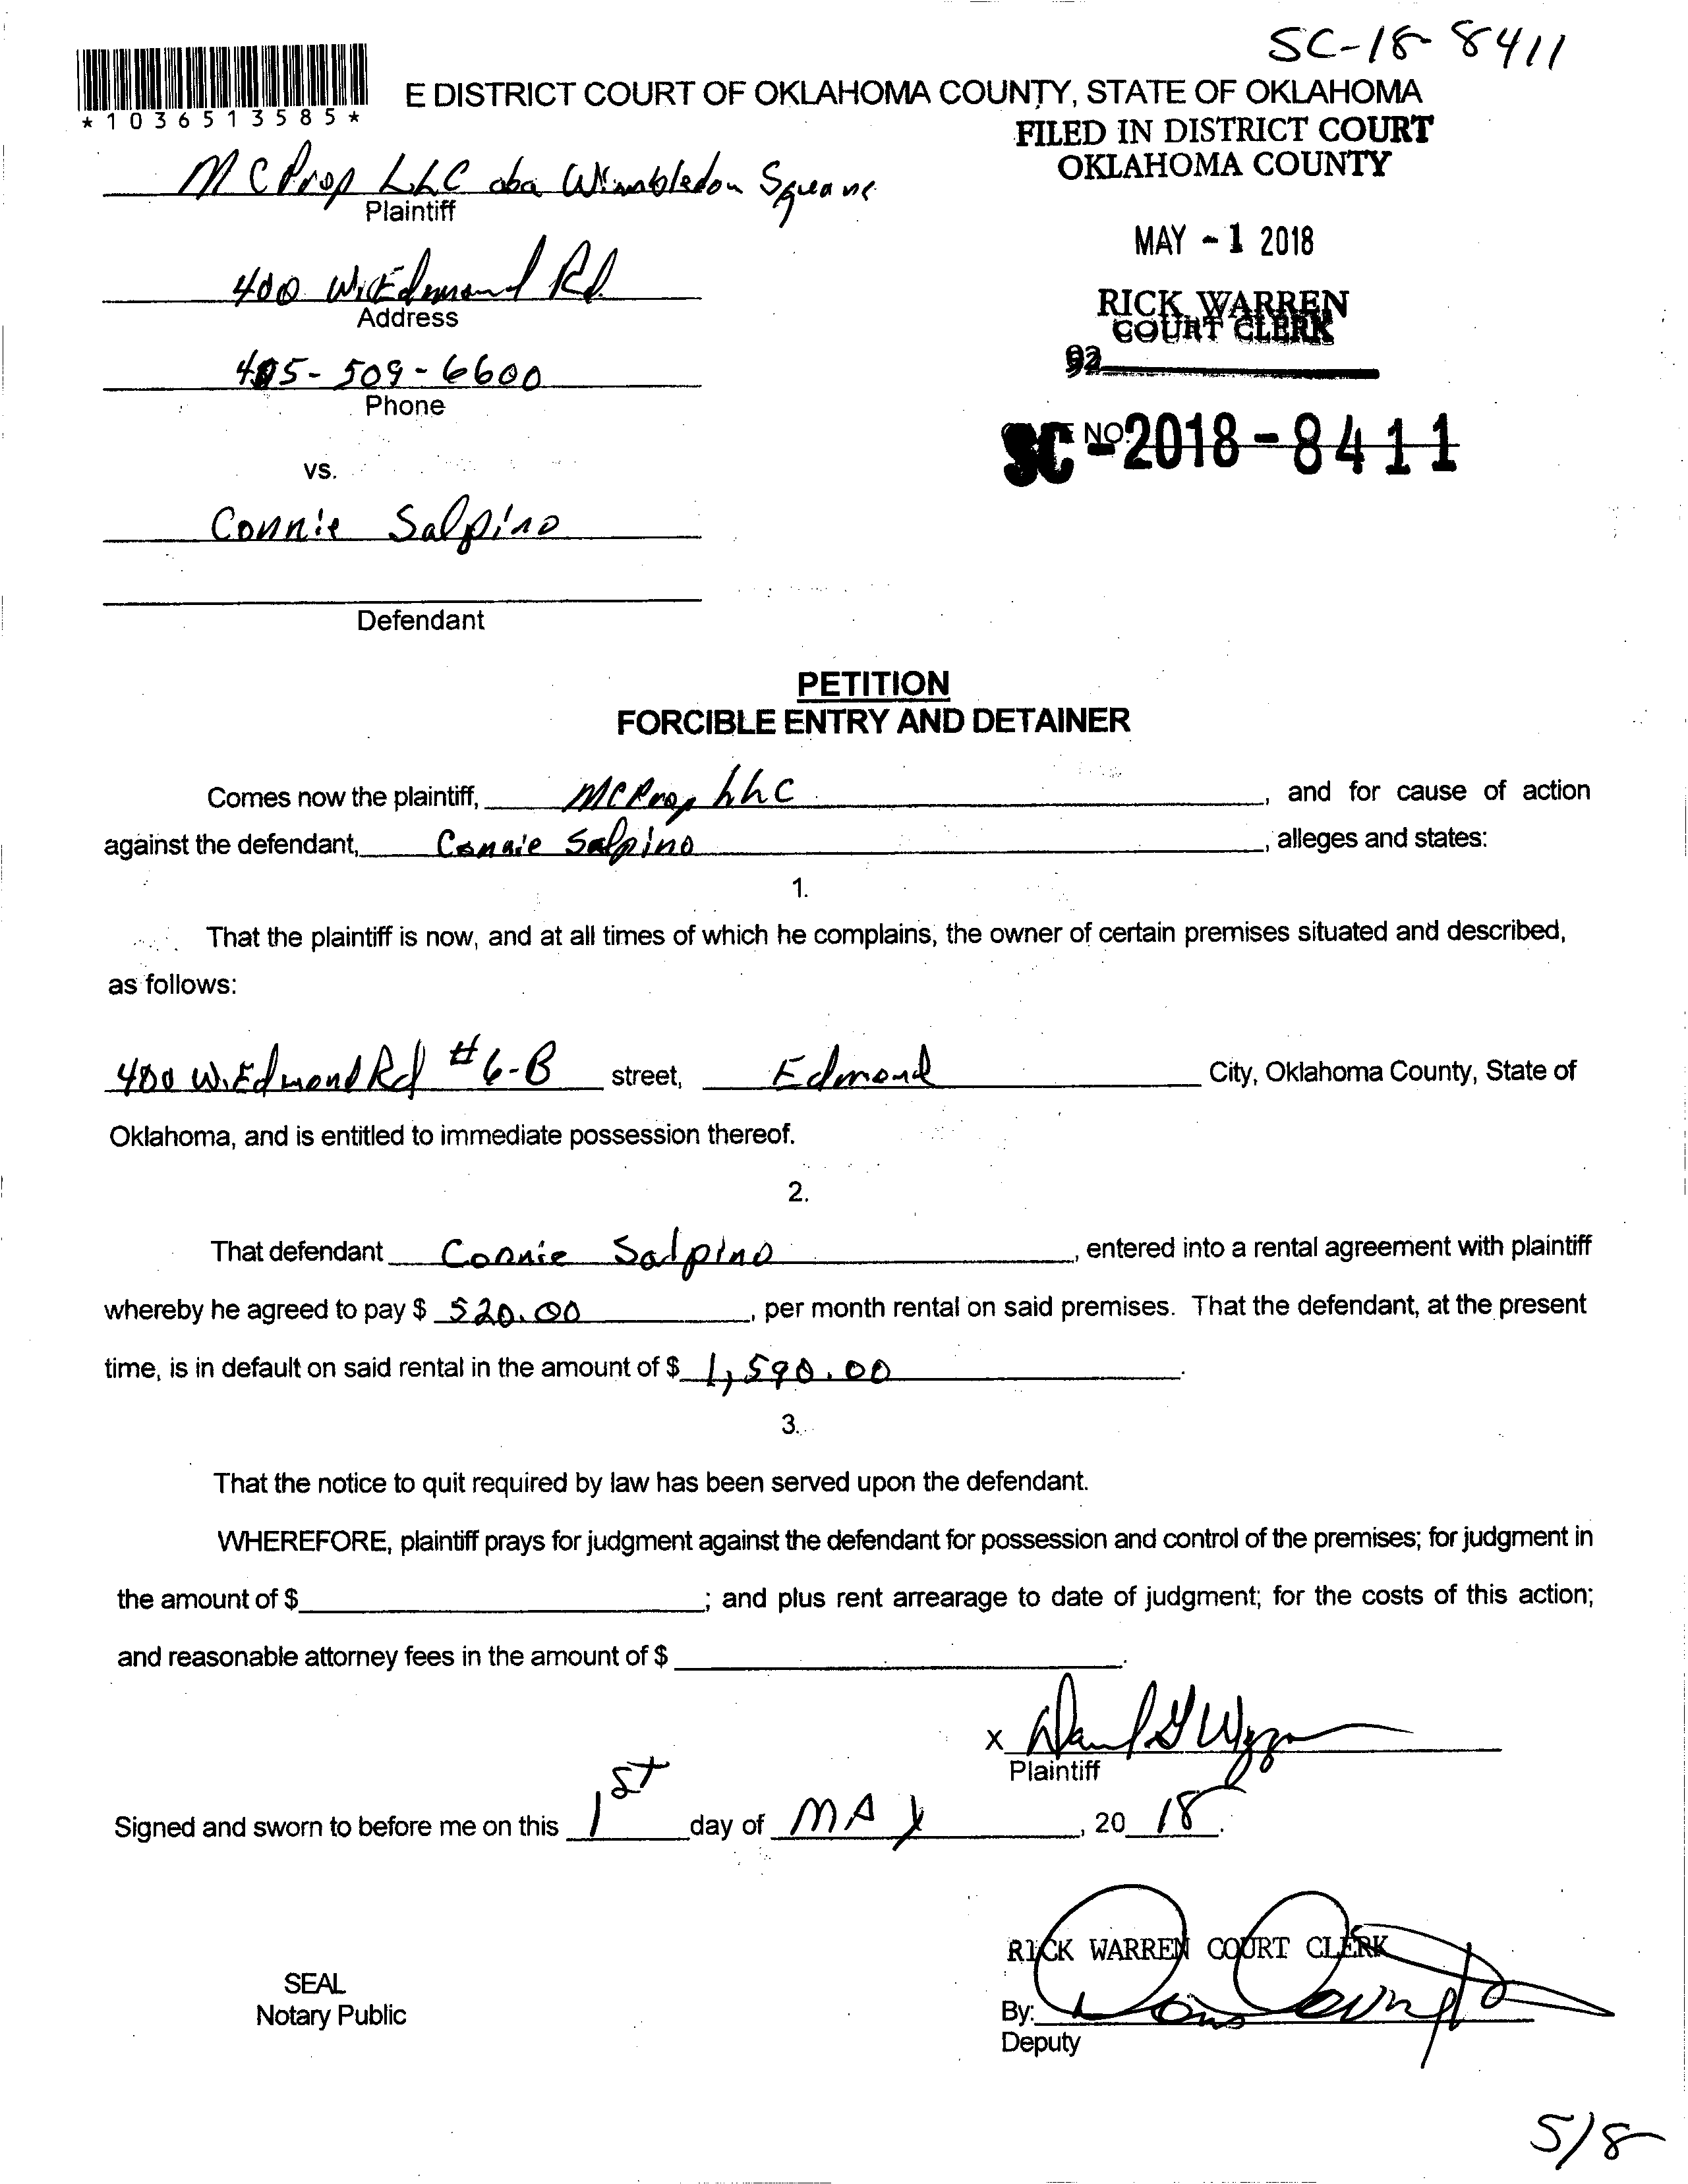 SC-18-8411
*1036513585*
E DISTRICT COURT OF OKLAHOMA COUNTY, STATE OF OKLAHOMA
FILED IN DISTRICT COURT
OKLAHOMA COUNTY
MC Prop LLC dba Wimbledon Square
Plaintiff
MAY - 1 2018
400 W. Edmond Rd.
Address
RICK WARREN
COURT CLERK
92
405-509-6600
Phone
SC - NO. 2018-8411
vs.
Connie Salpino
Defendant
PETITION
FORCIBLE ENTRY AND DETAINER
Comes now the plaintiff, MC Prop LLC, and for cause of action
against the defendant, Connie Salpino, alleges and states:
1.
That the plaintiff is now, and at all times of which he complains, the owner of certain premises situated and described,
as follows:
400 W. Edmond Rd #6-B street, Edmond City, Oklahoma County, State of
Oklahoma, and is entitled to immediate possession thereof.
2.
That defendant Connie Salpino, entered into a rental agreement with plaintiff
whereby he agreed to pay $ 520.00, per month rental on said premises. That the defendant, at the present
time, is in default on said rental in the amount of $ 1,590.00.
3.
That the notice to quit required by law has been served upon the defendant.
WHEREFORE, plaintiff prays for judgment against the defendant for possession and control of the premises; for judgment in
the amount of $ ; and plus rent arrearage to date of judgment; for the costs of this action;
and reasonable attorney fees in the amount of $ .
x
Plaintiff
Signed and sworn to before me on this 1st day of MAY, 20 18.
RICK WARREN COURT CLERK
SEAL
Notary Public
By:
Deputy
5/8